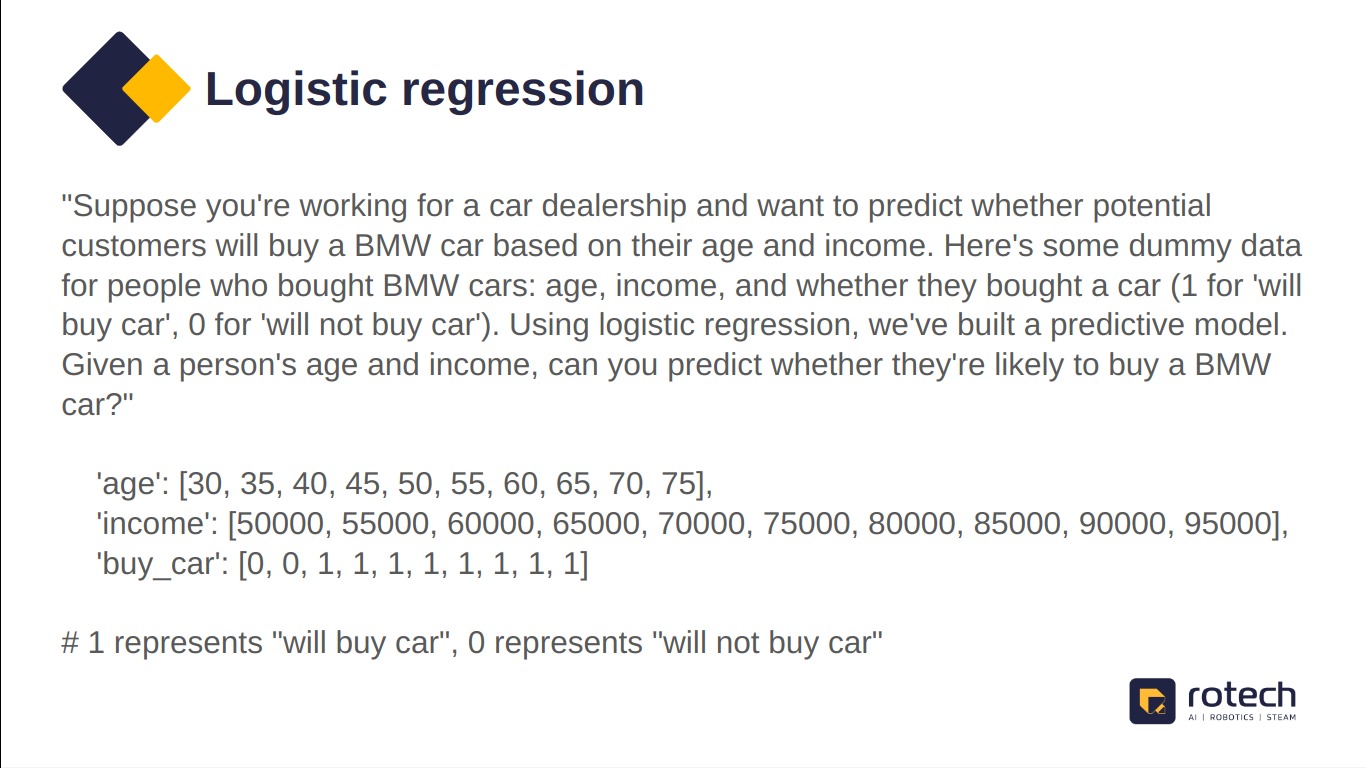 Logistic regression
"Suppose you're working for a car dealership and want to predict whether potential
customers will buy a BMW car based on their age and income. Here's some dummy data
for people who bought BMW cars: age, income, and whether they bought a car (1 for 'will
buy car', 0 for 'will not buy car'). Using logistic regression, we've built a predictive model.
Given a person's age and income, can you predict whether they're likely to buy a BMW
car?"
'age': [30, 35, 40, 45, 50, 55, 60, 65, 70, 75],
'income': [50000, 55000, 60000, 65000, 70000, 75000, 80000, 85000, 90000, 95000],
'buy_car': [0, 0, 1, 1, 1, 1, 1, 1, 1, 1]
# 1 represents "will buy car", 0 represents "will not buy car"
rotech
AI | ROBOTICS | STEAM